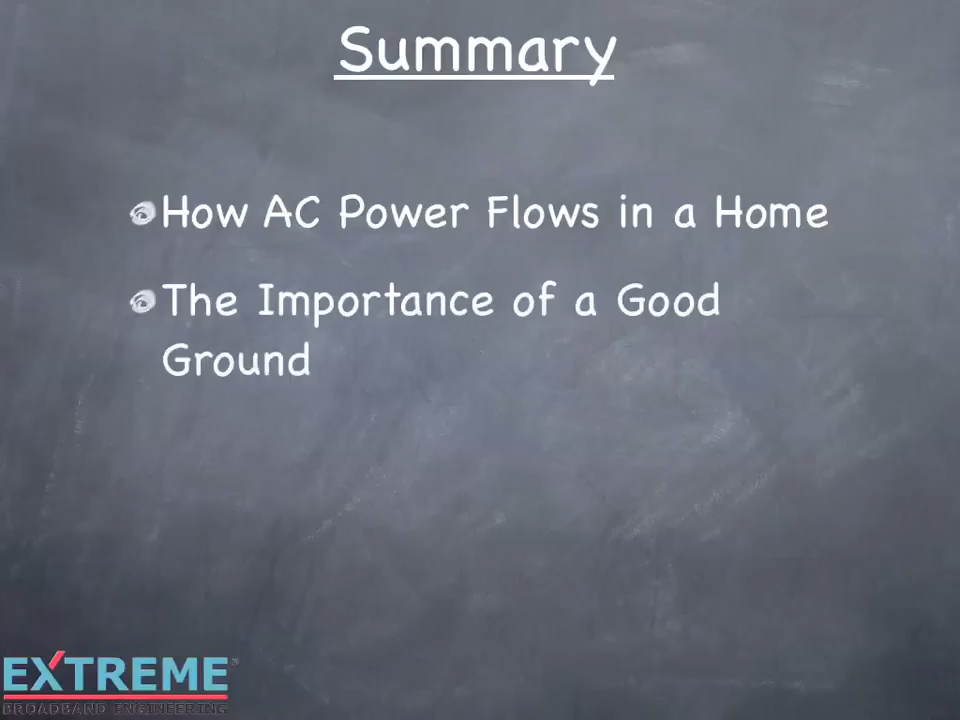 Summary
How AC Power Flows in a Home
The Importance of a Good
Ground
EXTREME
BROADBAND ENGINEERING